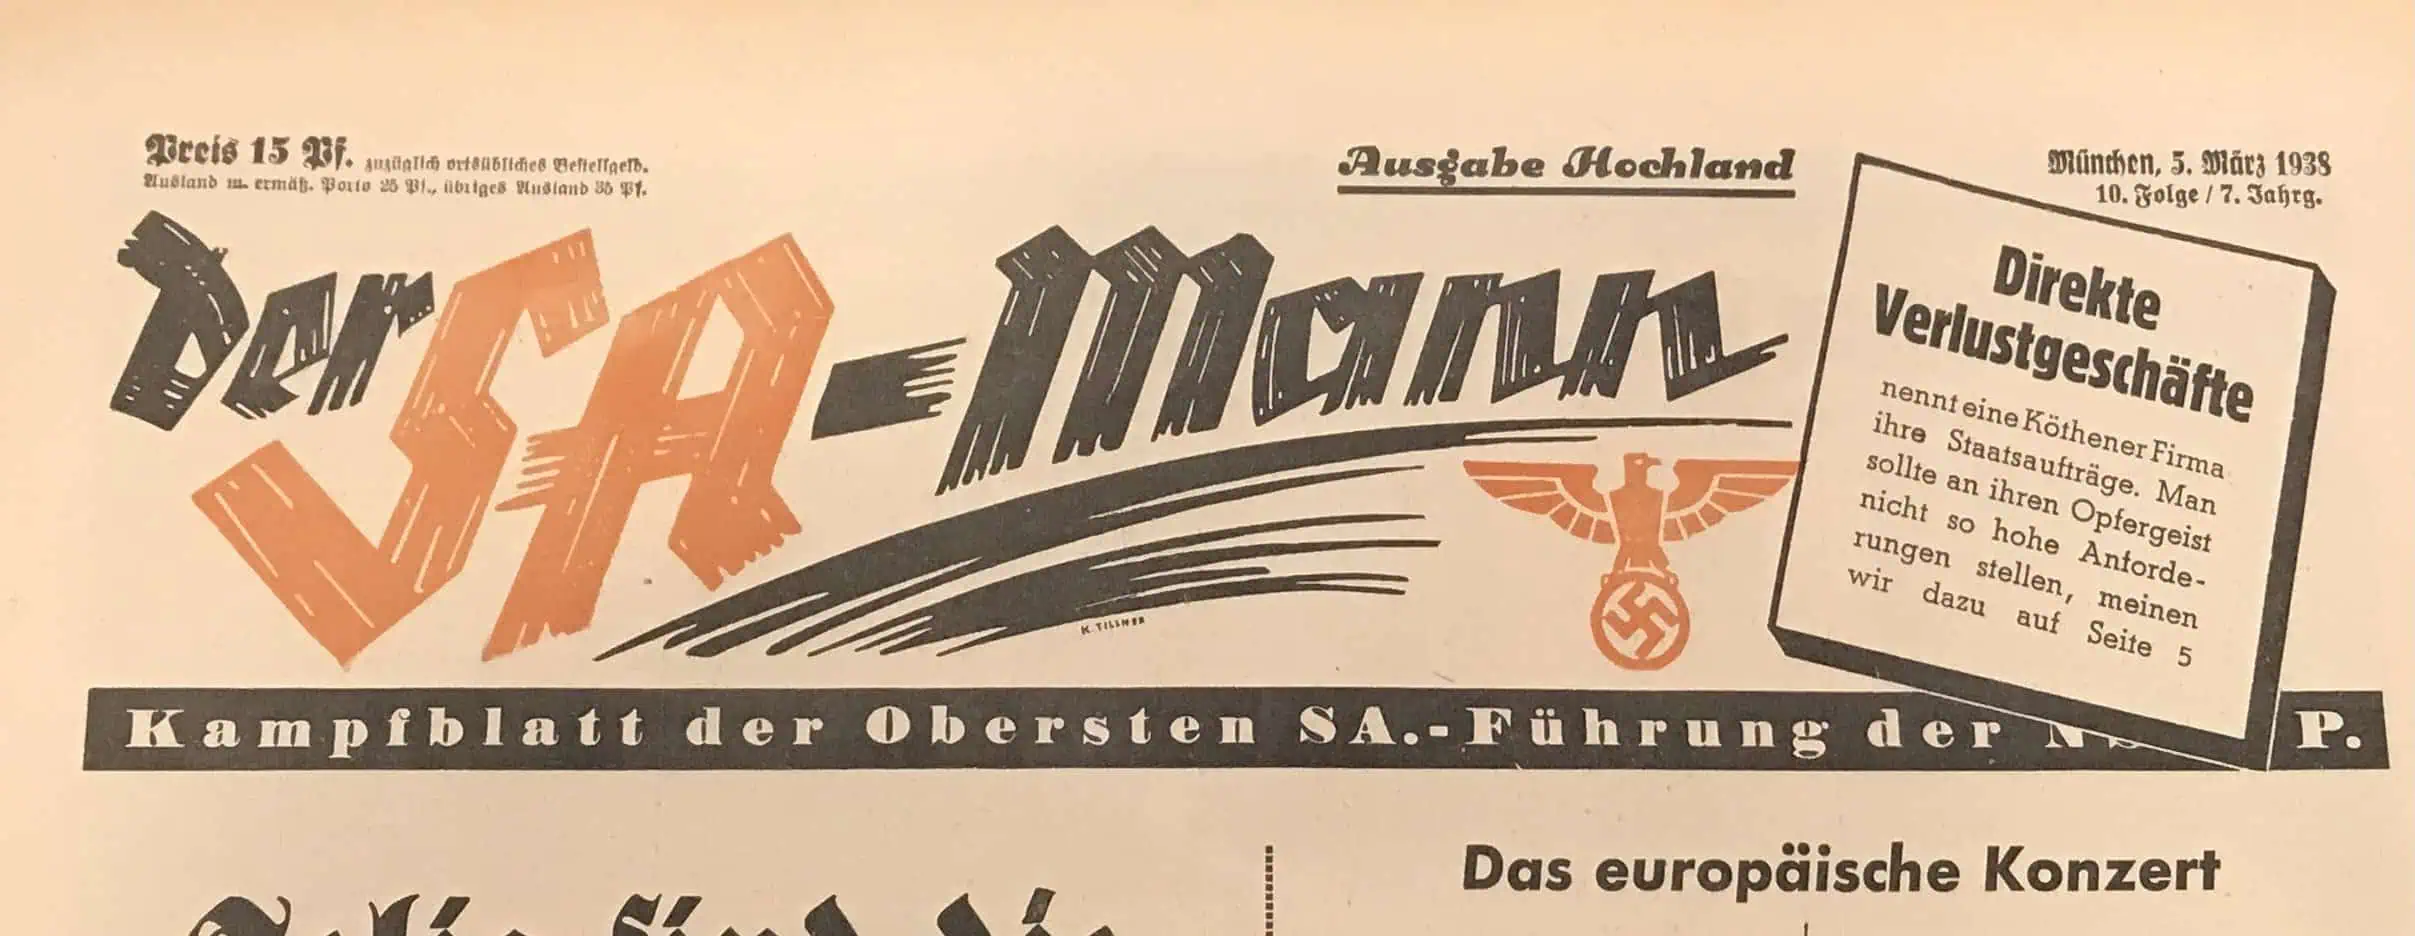 Preis 15 Pf. zuzüglich ortsübliches Bestellgeld.
Ausland m. ermäß. Porto 25 Pf., übriges Ausland 35 Pf.
Ausgabe Hochland
München, 5. März 1938
10. Folge / 7. Jahrg.
Der SA-Mann
K. TILLNER
Direkte
Verlustgeschäfte
nennt eine Köthener Firma
ihre Staatsaufträge. Man
sollte an ihren Opfergeist
nicht so hohe Anforde-
rungen stellen, meinen
wir dazu auf Seite 5
Kampfblatt der Obersten SA.-Führung der P.
Das europäische Konzert